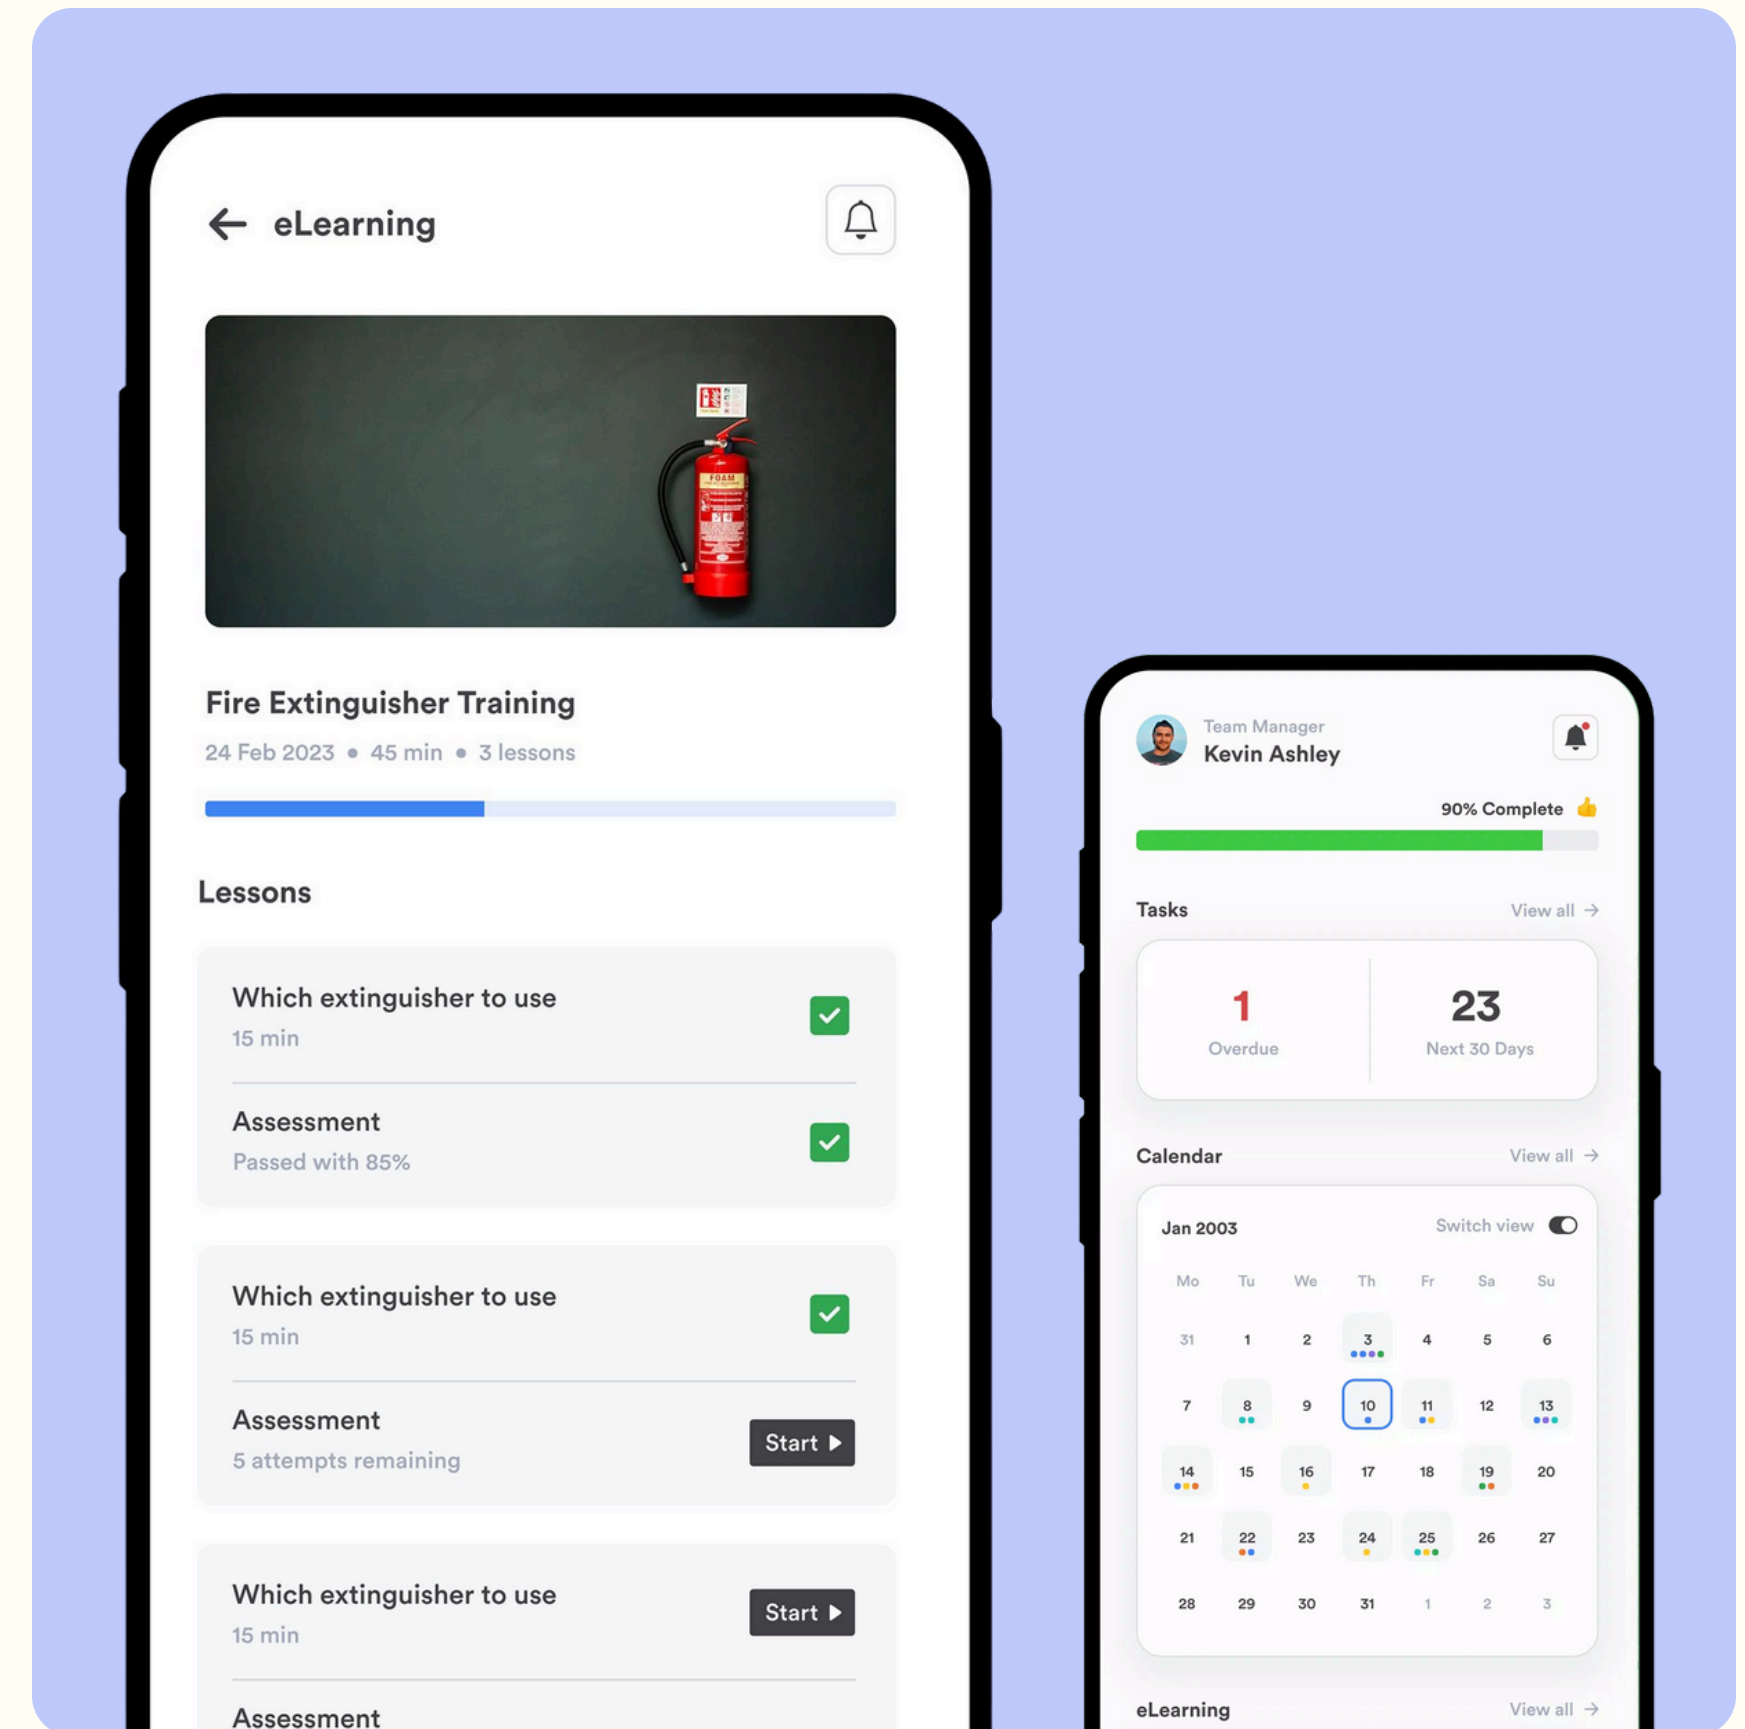 eLearning
FOAM
Fire Extinguisher Training
24 Feb 2023 • 45 min • 3 lessons
Lessons
Which extinguisher to use
15 min
Assessment
Passed with 85%
Which extinguisher to use
15 min
Assessment
5 attempts remaining
Start
Which extinguisher to use
15 min
Start
Assessment
Team Manager
Kevin Ashley
90% Complete
Tasks View all →
1 23
Overdue Next 30 Days
Calendar View all →
Jan 2003 Switch view
Mo Tu We Th Fr Sa Su
31 1 2 3 4 5 6
7 8 9 10 11 12 13
14 15 16 17 18 19 20
21 22 23 24 25 26 27
28 29 30 31 1 2 3
eLearning View all →